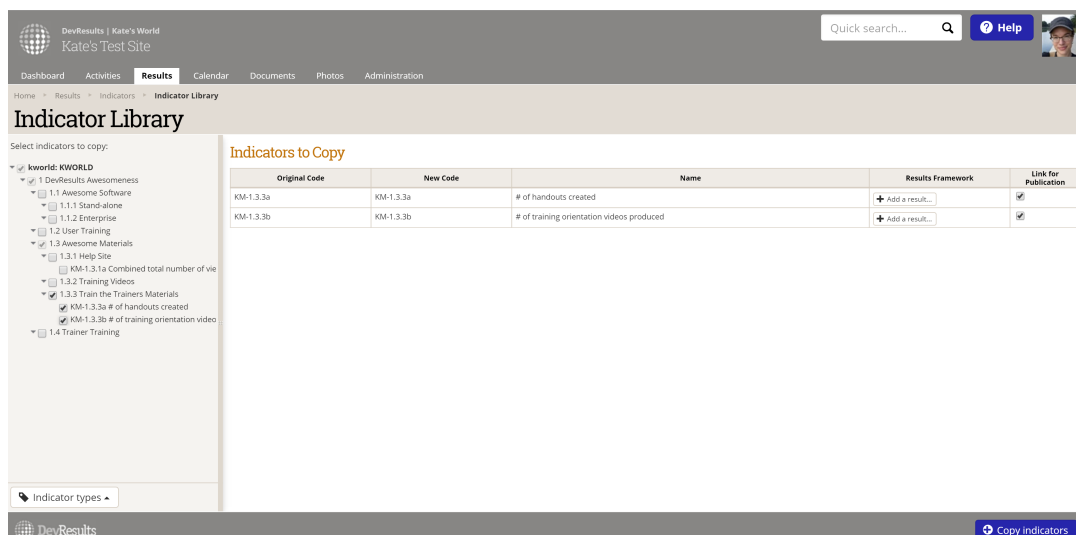 DevResults | Kate's World
Kate's Test Site
Quick search...
Help
Dashboard Activities Results Calendar Documents Photos Administration
Home Results Indicators Indicator Library
Indicator Library
Select indicators to copy:
kworld: KWORLD
1 DevResults Awesomeness
1.1 Awesome Software
1.1.1 Stand-alone
1.1.2 Enterprise
1.2 User Training
1.3 Awesome Materials
1.3.1 Help Site
KM-1.3.1a Combined total number of vie
1.3.2 Training Videos
1.3.3 Train the Trainers Materials
KM-1.3.3a # of handouts created
KM-1.3.3b # of training orientation video
1.4 Trainer Training
Indicator types
Indicators to Copy
Original Code New Code Name Results Framework Link for
Publication
KM-1.3.3a KM-1.3.3a # of handouts created Add a result...
KM-1.3.3b KM-1.3.3b # of training orientation videos produced Add a result...
DevResults
Copy indicators